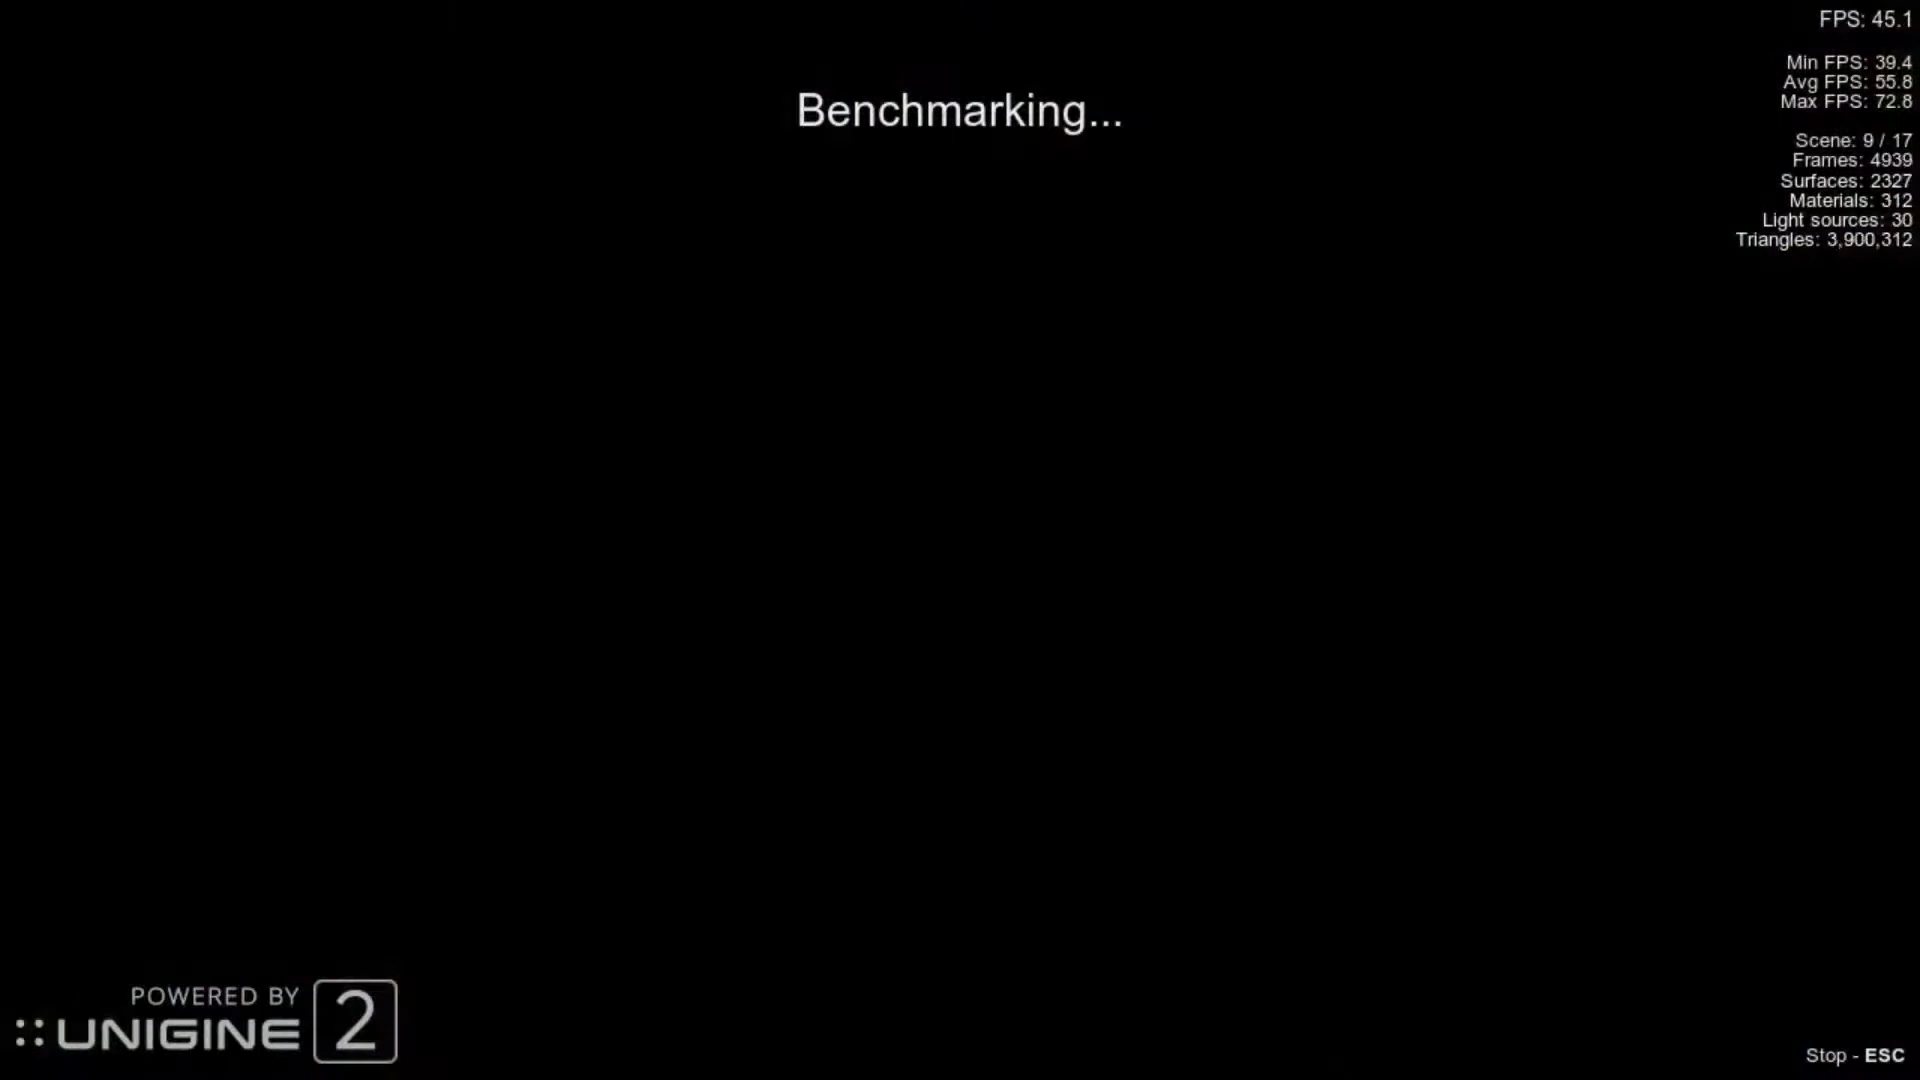 FPS: 45.1
Min FPS: 39.4
Avg FPS: 55.8
Max FPS: 72.8
Benchmarking...
Scene: 9 / 17
Frames: 4939
Surfaces: 2327
Materials: 312
Light sources: 30
Triangles: 3,900,312
POWERED BY
UNIGINE 2
Stop - ESC